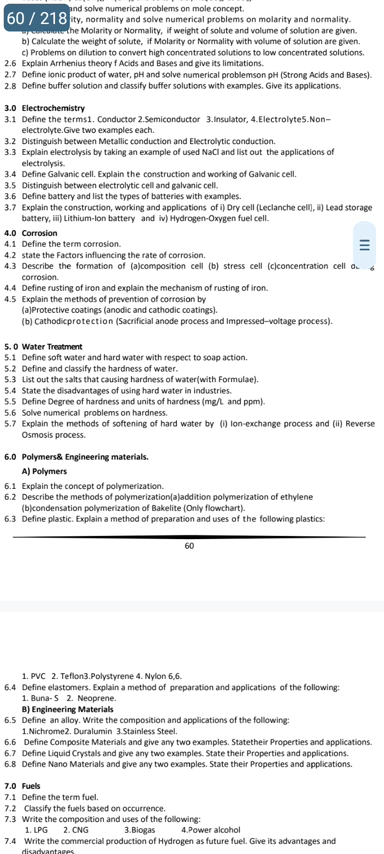 60 / 218
and solve numerical problems on mole concept.
normality and solve numerical problems on molarity and normality.
the Molarity or Normality, if weight of solute and volume of solution are given.
b) Calculate the weight of solute, if Molarity or Normality with volume of solution are given.
c) Problems on dilution to convert high concentrated solutions to low concentrated solutions.
2.6 Explain Arrhenius theory f Acids and Bases and give its limitations.
2.7 Define ionic product of water, pH and solve numerical problemson pH (Strong Acids and Bases).
2.8 Define buffer solution and classify buffer solutions with examples. Give its applications.
3.0 Electrochemistry
3.1 Define the terms1. Conductor 2.Semiconductor 3.Insulator, 4.Electrolyte5.Non–
electrolyte.Give two examples each.
3.2 Distinguish between Metallic conduction and Electrolytic conduction.
3.3 Explain electrolysis by taking an example of used NaCl and list out the applications of
electrolysis.
3.4 Define Galvanic cell. Explain the construction and working of Galvanic cell.
3.5 Distinguish between electrolytic cell and galvanic cell.
3.6 Define battery and list the types of batteries with examples.
3.7 Explain the construction, working and applications of i) Dry cell (Leclanche cell), ii) Lead storage
battery, iii) Lithium-Ion battery and iv) Hydrogen-Oxygen fuel cell.
4.0 Corrosion
4.1 Define the term corrosion.
4.2 state the Factors influencing the rate of corrosion.
4.3 Describe the formation of (a)composition cell (b) stress cell (c)concentration cell
corrosion.
4.4 Define rusting of iron and explain the mechanism of rusting of iron.
4.5 Explain the methods of prevention of corrosion by
(a)Protective coatings (anodic and cathodic coatings).
(b) Cathodicprotection (Sacrificial anode process and Impressed–voltage process).
5. 0 Water Treatment
5.1 Define soft water and hard water with respect to soap action.
5.2 Define and classify the hardness of water.
5.3 List out the salts that causing hardness of water(with Formulae).
5.4 State the disadvantages of using hard water in industries.
5.5 Define Degree of hardness and units of hardness (mg/L and ppm).
5.6 Solve numerical problems on hardness.
5.7 Explain the methods of softening of hard water by (i) Ion-exchange process and (ii) Reverse
Osmosis process.
6.0 Polymers& Engineering materials.
A) Polymers
6.1 Explain the concept of polymerization.
6.2 Describe the methods of polymerization(a)addition polymerization of ethylene
(b)condensation polymerization of Bakelite (Only flowchart).
6.3 Define plastic. Explain a method of preparation and uses of the following plastics:
60
1. PVC 2. Teflon3.Polystyrene 4. Nylon 6,6.
6.4 Define elastomers. Explain a method of preparation and applications of the following:
1. Buna- S 2. Neoprene.
B) Engineering Materials
6.5 Define an alloy. Write the composition and applications of the following:
1.Nichrome2. Duralumin 3.Stainless Steel.
6.6 Define Composite Materials and give any two examples. Statetheir Properties and Applications.
6.7 Define Liquid Crystals and give any two examples. State their Properties and Applications.
6.8 Define Nano Materials and give any two examples. State their Properties and Applications.
7.0 Fuels
7.1 Define the term fuel.
7.2 Classify the fuels based on occurrence.
7.3 Write the composition and uses of the following:
1. LPG 2. CNG 3.Biogas 4.Power alcohol
7.4 Write the commercial production of Hydrogen as future fuel. Give its advantages and
disadvantages.